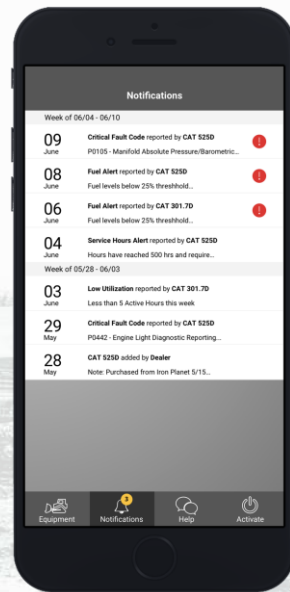 Notifications
Week of 06/04 - 06/10
09
June
Critical Fault Code reported by CAT 525D
P0105 - Manifold Absolute Pressure/Barometric...
08
June
Fuel Alert reported by CAT 525D
Fuel levels below 25% threshhold...
06
June
Fuel Alert reported by CAT 301.7D
Fuel levels below 25% threshhold...
04
June
Service Hours Alert reported by CAT 525D
Hours have reached 500 hrs and require...
Week of 05/28 - 06/03
03
June
Low Utilization reported by CAT 301.7D
Less than 5 Active Hours this week
29
May
Critical Fault Code reported by CAT 525D
P0442 - Engine Light Diagnostic Reporting...
28
May
CAT 525D added by Dealer
Note: Purchased from Iron Planet 5/15...
3
Equipment Notifications Help Activate